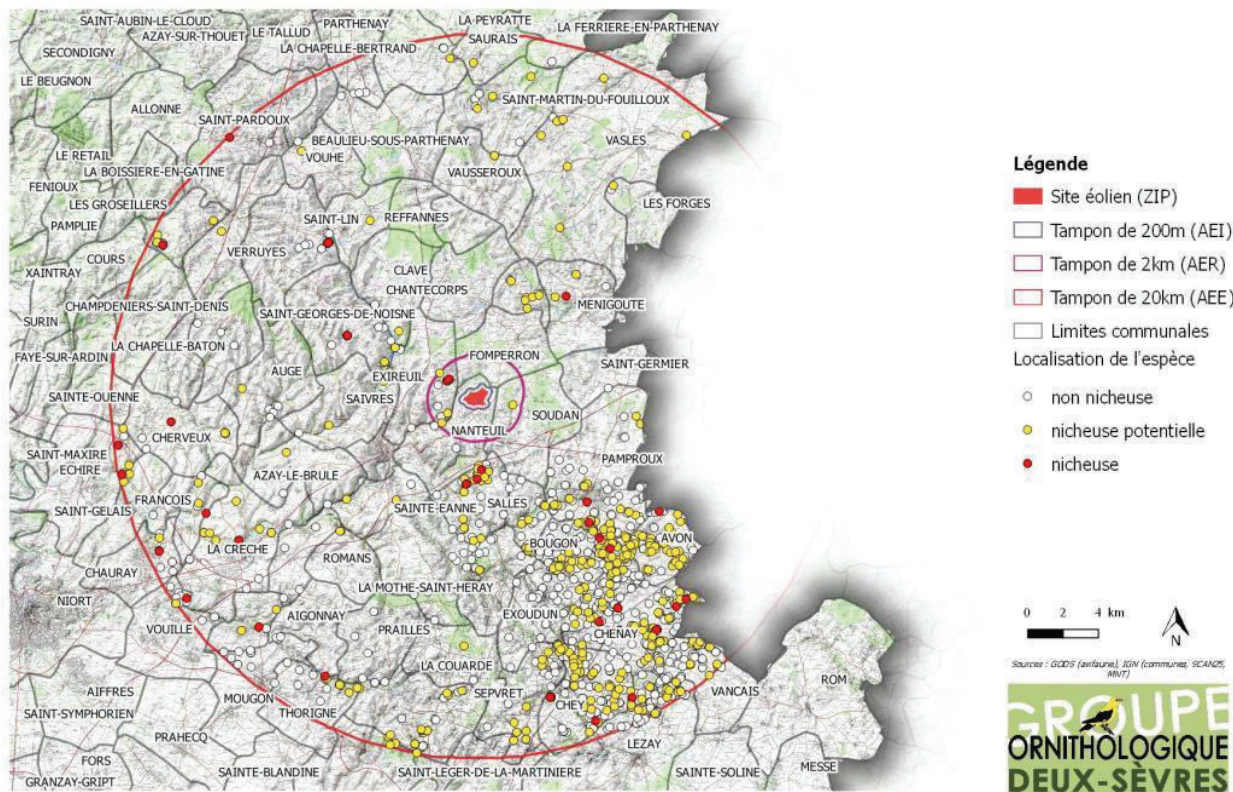 SAINT-AUBIN-LE-CLOUD
PARTHENAY
LA PEYRATTE
LA FERRIERE-EN-PARTHENAY
AZAY-SUR-THOUET
LE TALLUD
SAURAIS
SECONDIGNY
LA CHAPELLE-BERTRAND
LE BEUGNON
ALLONNE
SAINT-MARTIN-DU-FOUILLOUX
SAINT-PARDOUX
BEAULIEU-SOUS-PARTHENAY
VASLES
LE RETAIL
VOUHE
LA BOISSIERE-EN-GATINE
VAUSSEROUX
FENIOUX
LES GROSEILLERS
LES FORGES
PAMPLIE
SAINT-LIN
REFFANNES
VERRUYES
COURS
XAINTRAY
CLAVE
CHANTECORPS
CHAMPDENIERS-SAINT-DENIS
MENIGOUTE
SURIN
SAINT-GEORGES-DE-NOISNE
LA CHAPELLE-BATON
FAYE-SUR-ARDIN
FOMPERRON
SAINT-GERMIER
AUGE
EXIREUIL
SAINTE-OUENNE
SAIVRES
SOUDAN
CHERVEUX
NANTEUIL
SAINT-MAXIRE
ECHIRE
PAMPROUX
AZAY-LE-BRULE
FRANCOIS
SAINTE-EANNE
SALLES
SAINT-GELAIS
BOUGON
AVON
LA CRECHE
ROMANS
CHAURAY
LA MOTHE-SAINT-HERAY
NIORT
AIGONNAY
EXOUDUN
VOUILLE
PRAILLES
CHENAY
LA COUARDE
ROM
AIFFRES
MOUGON
SEPVRET
CHEY
VANCAIS
SAINT-SYMPHORIEN
THORIGNE
PRAHECQ
LEZAY
FORS
MESSE
SAINTE-BLANDINE
SAINT-LEGER-DE-LA-MARTINIERE
SAINTE-SOLINE
GRANZAY-GRIPT
Légende
Site éolien (ZIP)
Tampon de 200m (AEI)
Tampon de 2km (AER)
Tampon de 20km (AEE)
Limites communales
Localisation de l'espèce
non nicheuse
nicheuse potentielle
nicheuse
0 2 4 km
N
Sources : GODS (avifaune), IGN (communes, SCAN25,
MNT)
GROUPE
ORNITHOLOGIQUE
DEUX-SÈVRES